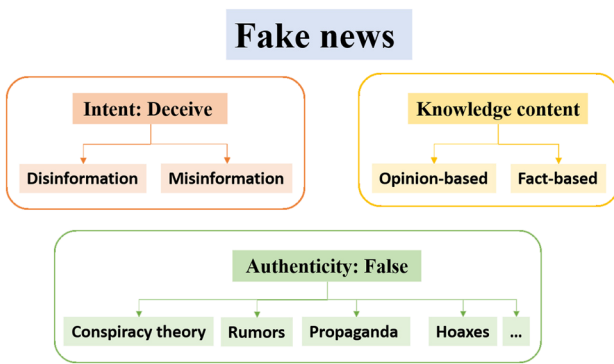 Fake news
Intent: Deceive
Disinformation
Misinformation
Knowledge content
Opinion-based
Fact-based
Authenticity: False
Conspiracy theory
Rumors
Propaganda
Hoaxes
...